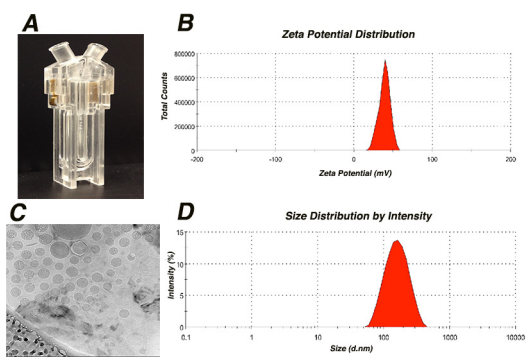 A
B
Zeta Potential Distribution
Total Counts
800000
600000
400000
200000
0
-200
-100
0
100
200
Zeta Potential (mV)
C
D
Size Distribution by Intensity
Intensity (%)
15
10
5
0
0.1
1
10
100
1000
10000
Size (d.nm)